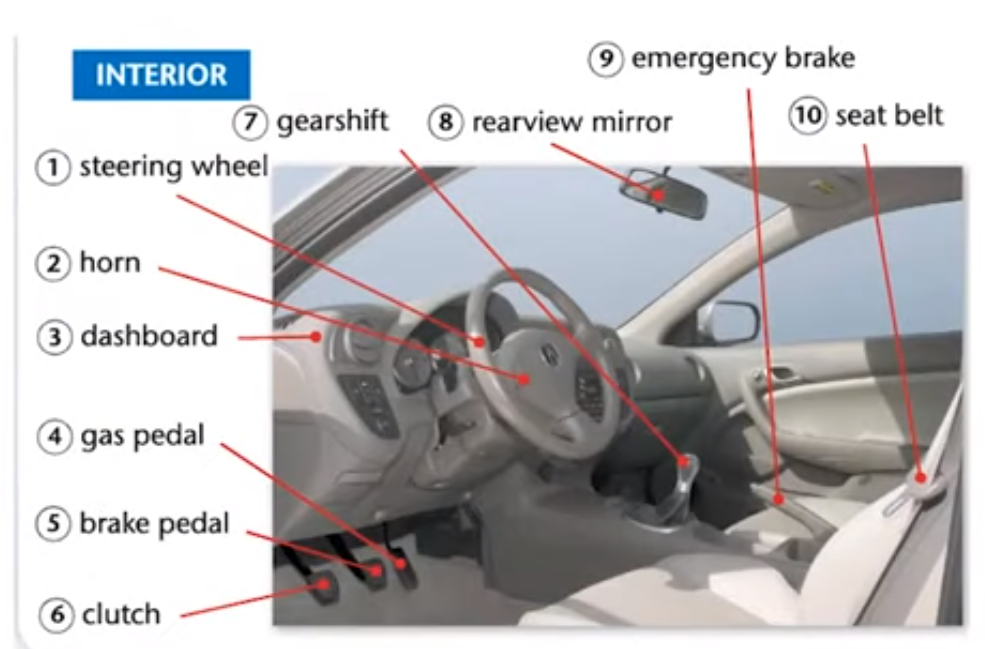 INTERIOR
1 steering wheel
2 horn
3 dashboard
4 gas pedal
5 brake pedal
6 clutch
7 gearshift
8 rearview mirror
9 emergency brake
10 seat belt